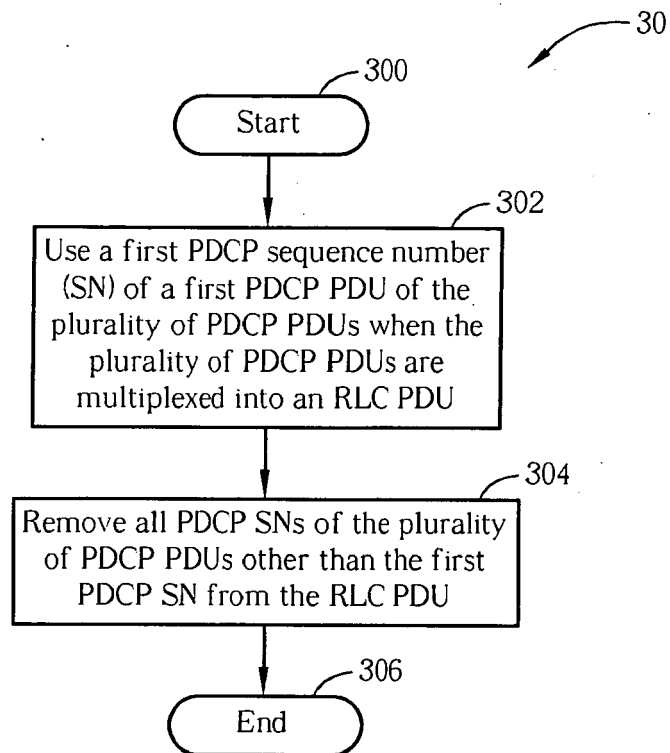 30
300
Start
302
Use a first PDCP sequence number
(SN) of a first PDCP PDU of the
plurality of PDCP PDUs when the
plurality of PDCP PDUs are
multiplexed into an RLC PDU
304
Remove all PDCP SNs of the plurality
of PDCP PDUs other than the first
PDCP SN from the RLC PDU
306
End